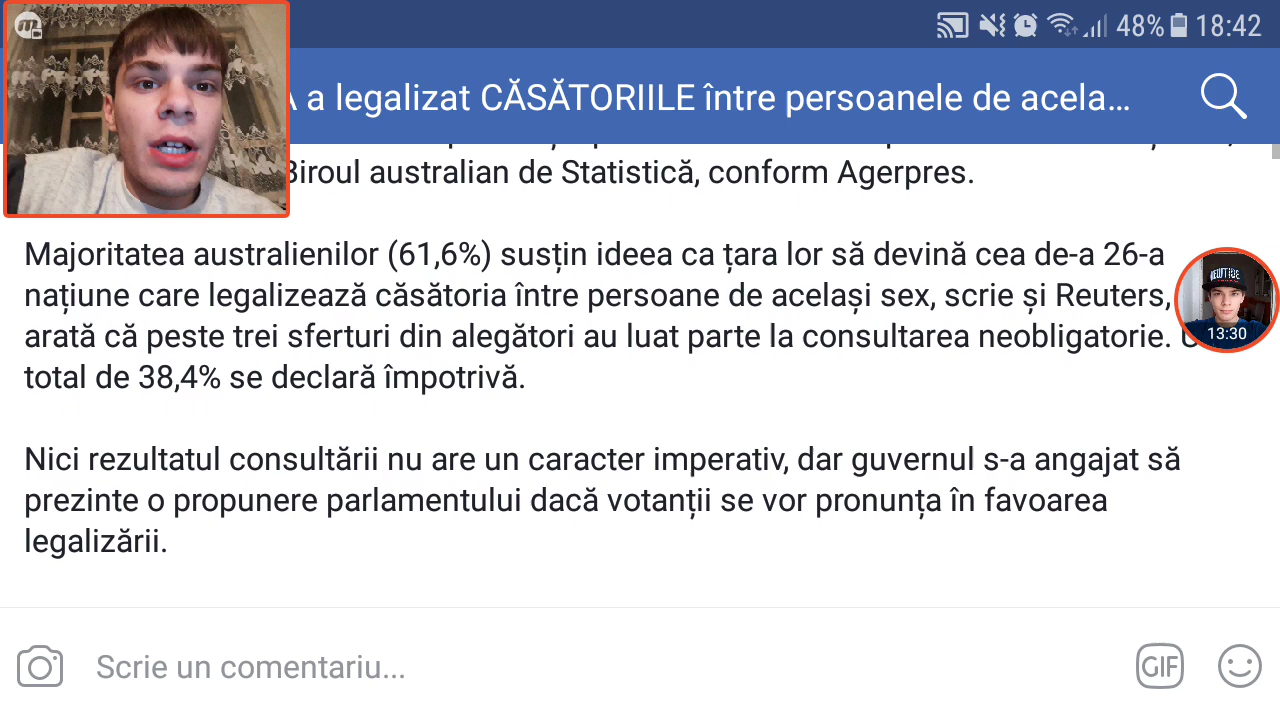 48% 18:42
a legalizat CĂSĂTORIILE între persoanele de acela...
Biroul australian de Statistică, conform Agerpres.
Majoritatea australienilor (61,6%) susțin ideea ca țara lor să devină cea de-a 26-a
națiune care legalizează căsătoria între persoane de același sex, scrie și Reuters,
13:30
arată că peste trei sferturi din alegători au luat parte la consultarea neobligatorie.
total de 38,4% se declară împotrivă.
Nici rezultatul consultării nu are un caracter imperativ, dar guvernul s-a angajat să
prezinte o propunere parlamentului dacă votanții se vor pronunța în favoarea
legalizării.
Scrie un comentariu...
GIF